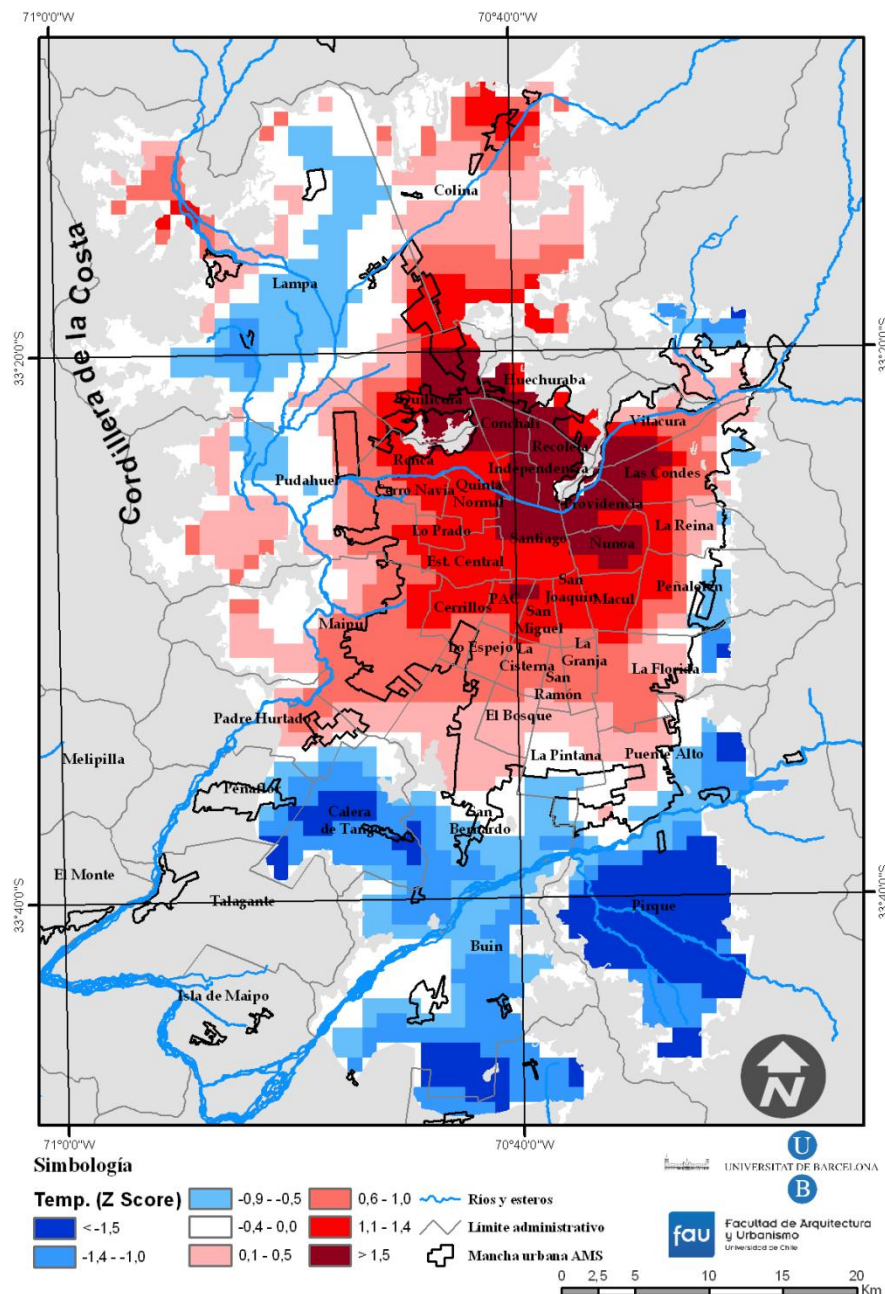 71°0'0"W
70°40'0"W
Colina
Cordillera de la Costa
Lampa
33°20'0"S
33°20'0"S
Huechuraba
Quilicura
Vitacura
Conchali
Recoleta
Renca
Independencia
Las Condes
Pudahuel
Cerro Navia
Quinta
Normal
Providencia
Lo Prado
Santiago
Ñunoa
La Reina
Est. Central
San
Joaquin
Peñalolen
PAC
Macul
Cerrillos
San
Miguel
Maipu
Lo Espejo
La
Cisterna
La
Granja
San
Ramón
La Florida
Padre Hurtado
El Bosque
Melipilla
La Pintana
Puente Alto
Peñaflor
Calera
de Tango
San
Bernardo
El Monte
33°40'0"S
Talagante
Pirque
33°40'0"S
Buin
Isla de Maipo
N
71°0'0"W
70°40'0"W
Simbología
Temp. (Z Score)
< -1,5
-1,4 - -1,0
-0,9 - -0,5
-0,4 - 0,0
0,1 - 0,5
0,6 - 1,0
1,1 - 1,4
> 1,5
Ríos y esteros
Límite administrativo
Mancha urbana AMS
U
UNIVERSITAT DE BARCELONA
B
fau
Facultad de Arquitectura
y Urbanismo
Universidad de Chile
0 2,5 5 10 15 20
Km